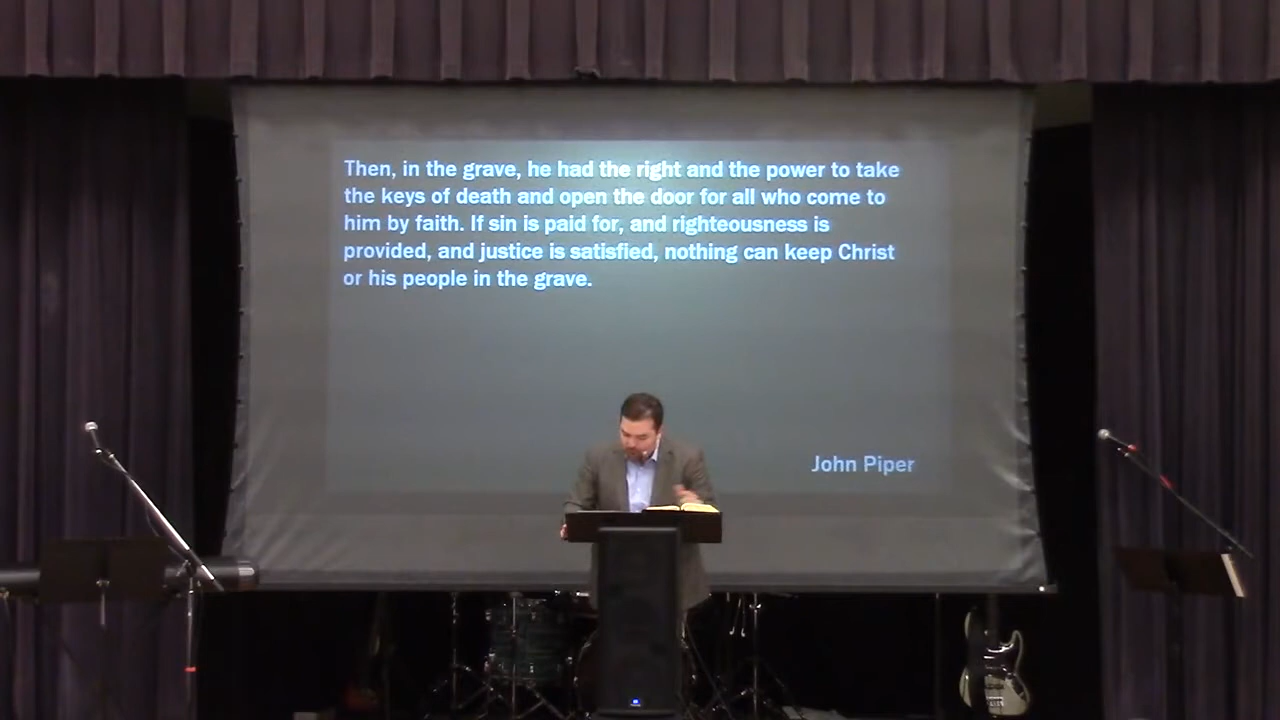 Then, in the grave, he had the right and the power to take
the keys of death and open the door for all who come to
him by faith. If sin is paid for, and righteousness is
provided, and justice is satisfied, nothing can keep Christ
or his people in the grave.
John Piper